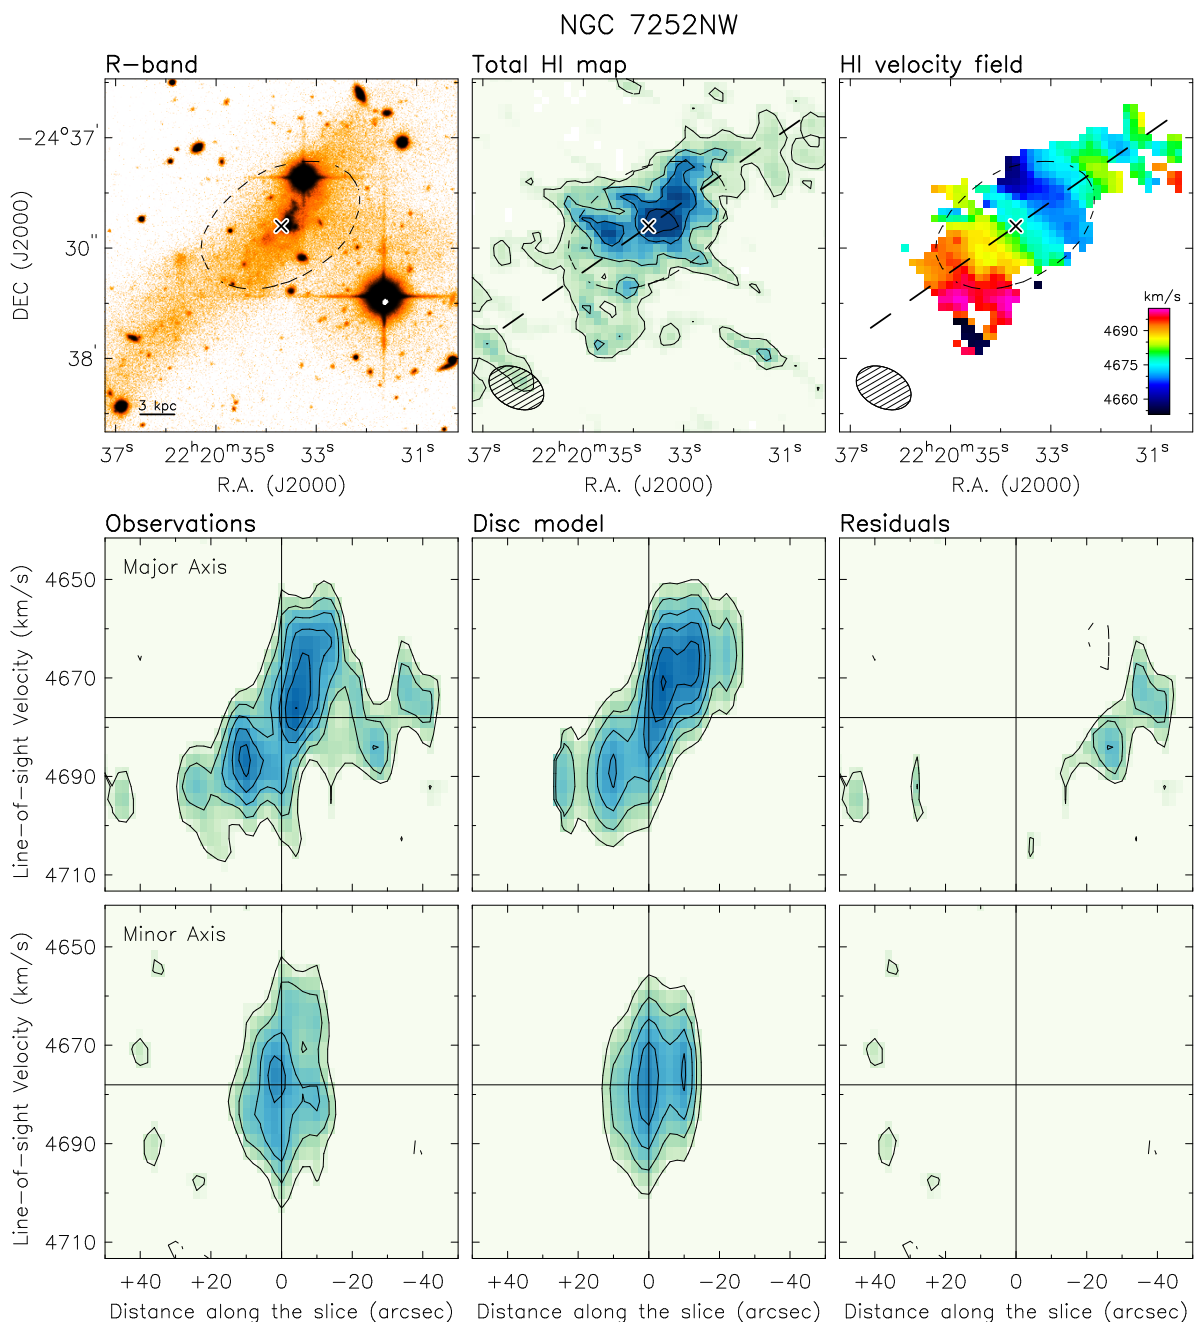 NGC 7252NW
R-band
Total HI map
HI velocity field
DEC (J2000)
-24°37'
30"
38'
3 kpc
km/s
4690
4675
4660
37s 22h20m35s 33s 31s
37s 22h20m35s 33s 31s
37s 22h20m35s 33s 31s
R.A. (J2000)
R.A. (J2000)
R.A. (J2000)
Observations
Disc model
Residuals
Line-of-sight Velocity (km/s)
Major Axis
4650
4670
4690
4710
Line-of-sight Velocity (km/s)
Minor Axis
4650
4670
4690
4710
+40 +20 0 -20 -40
+40 +20 0 -20 -40
+40 +20 0 -20 -40
Distance along the slice (arcsec)
Distance along the slice (arcsec)
Distance along the slice (arcsec)